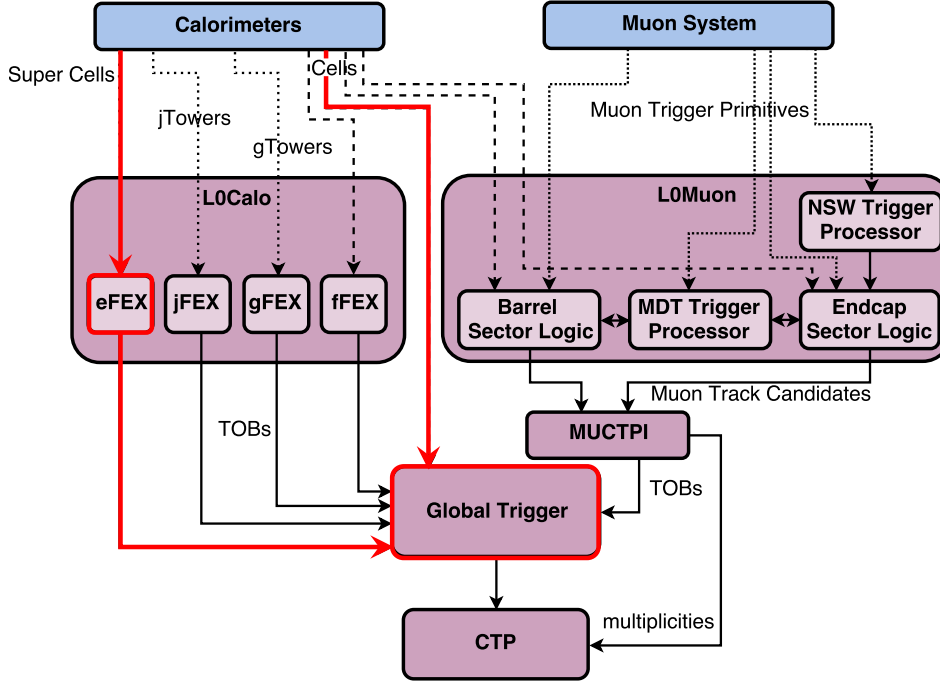 Calorimeters
Muon System
Super Cells
Cells
jTowers
gTowers
Muon Trigger Primitives
L0Calo
L0Muon
NSW Trigger
Processor
eFEX
jFEX
gFEX
fFEX
Barrel
Sector Logic
MDT Trigger
Processor
Endcap
Sector Logic
Muon Track Candidates
TOBs
MUCTPI
TOBs
Global Trigger
multiplicities
CTP